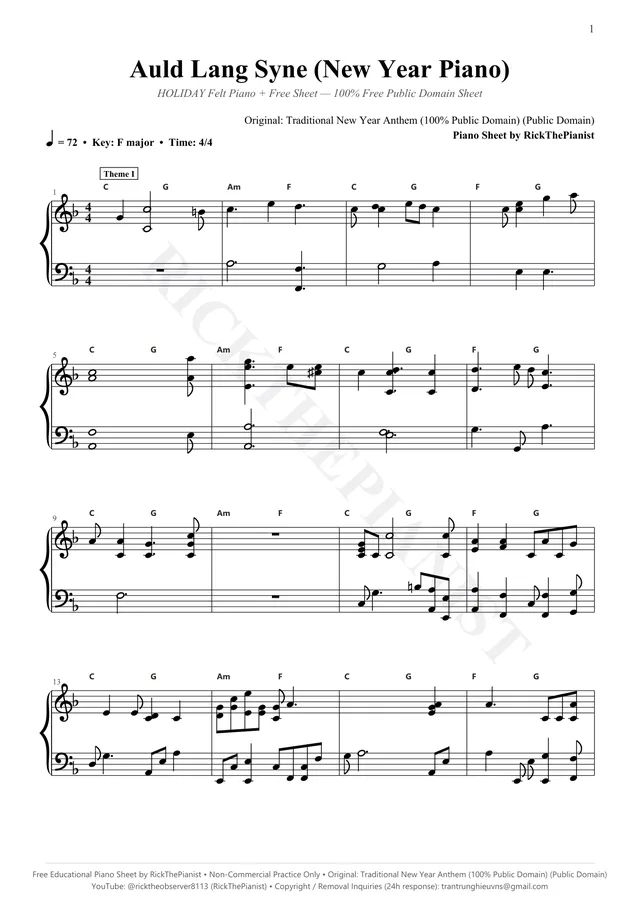 1
Auld Lang Syne (New Year Piano)
HOLIDAY Felt Piano + Free Sheet — 100% Free Public Domain Sheet
Original: Traditional New Year Anthem (100% Public Domain) (Public Domain)
Piano Sheet by RickThePianist
= 72 • Key: F major • Time: 4/4
Theme I
C G Am F C G F G
1
4 4
4 4
C G Am F C G F G
5
C G Am F C G F G
9
C G Am F C G F G
13
RICKTHEPIANIST
Free Educational Piano Sheet by RickThePianist • Non-Commercial Practice Only • Original: Traditional New Year Anthem (100% Public Domain) (Public Domain)
YouTube: @ricktheobserver8113 (RickThePianist) • Copyright / Removal Inquiries (24h response): trantrunghieuvns@gmail.com